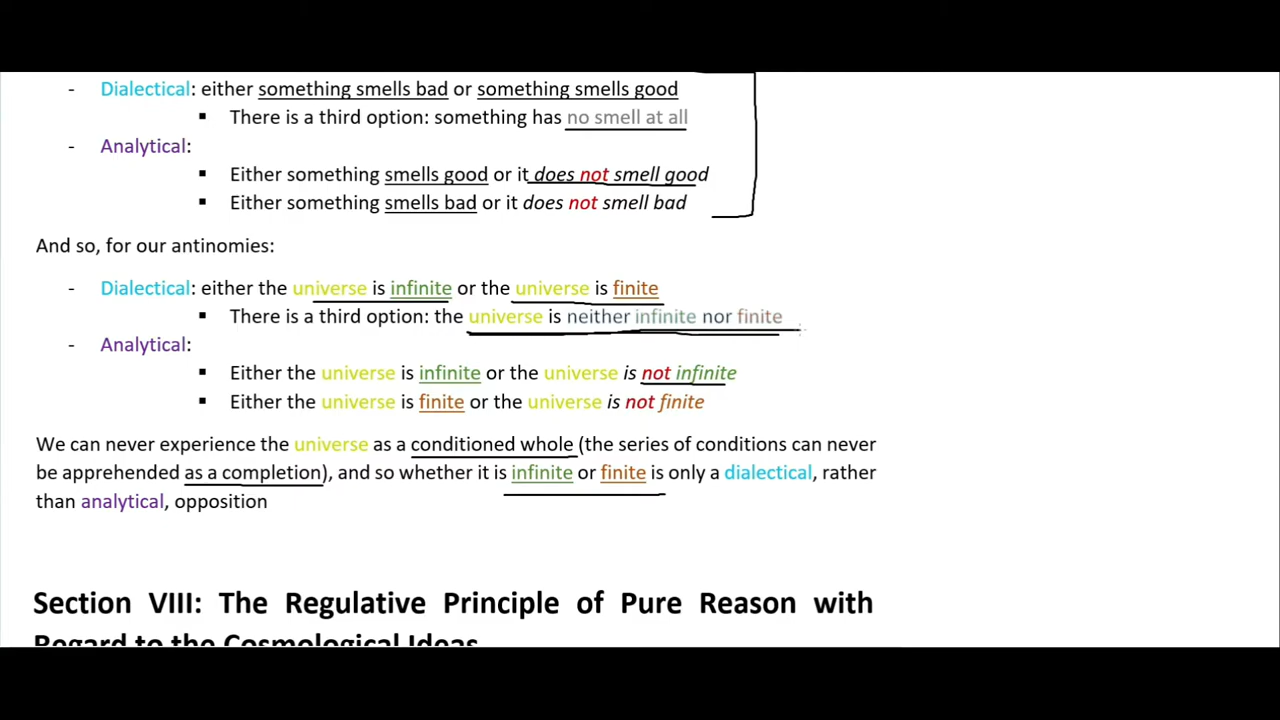 - Dialectical: either something smells bad or something smells good
▪ There is a third option: something has no smell at all
- Analytical:
▪ Either something smells good or it does not smell good
▪ Either something smells bad or it does not smell bad
And so, for our antinomies:
- Dialectical: either the universe is infinite or the universe is finite
▪ There is a third option: the universe is neither infinite nor finite
- Analytical:
▪ Either the universe is infinite or the universe is not infinite
▪ Either the universe is finite or the universe is not finite
We can never experience the universe as a conditioned whole (the series of conditions can never
be apprehended as a completion), and so whether it is infinite or finite is only a dialectical, rather
than analytical, opposition
Section VIII: The Regulative Principle of Pure Reason with
Regard to the Cosmological Ideas